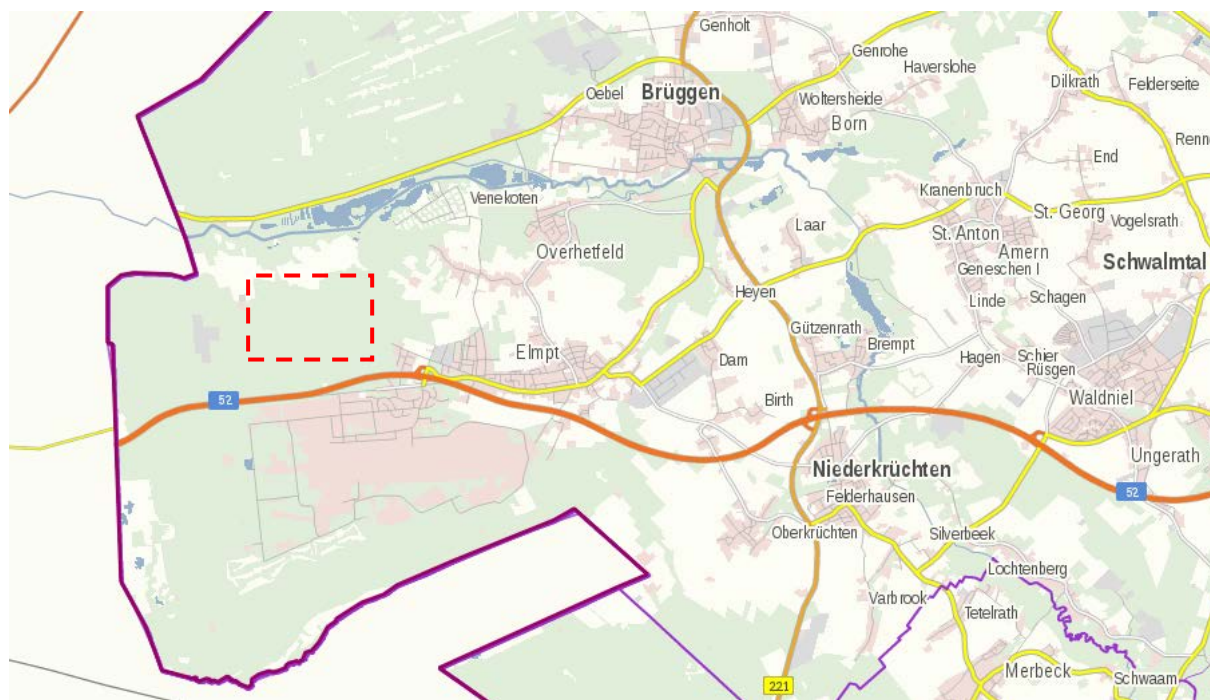 Genholt
Genrohe
Haverslohe
Dilkrath
Felderseite
Oebel
Brüggen
Woltersheide
Born
Renne
End
Kranenbruch
Venekoten
St. Georg
Vogelsrath
Laar
St. Anton
Overhetfeld
Amern
Schwalmtal
Geneschen I
Heyen
Linde
Schagen
Gützenrath
Brempt
Elmpt
Dam
Hagen
Schier
Rüsgen
52
Birth
Waldniel
Ungerath
Niederkrüchten
52
Felderhausen
Oberkrüchten
Silverbeek
Lochtenberg
Varbrook
Tetelrath
Merbeck
Schwaam
221